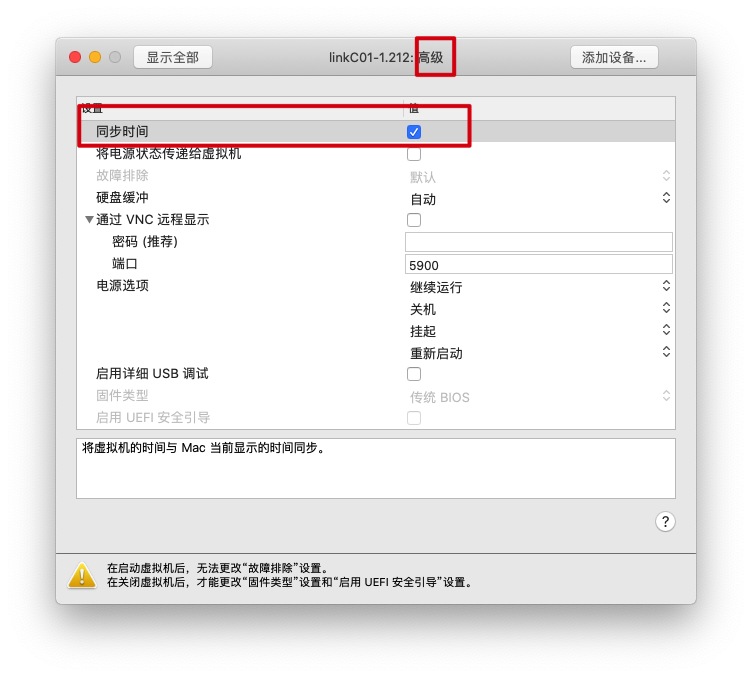 显示全部 linkC01-1.212: 高级 添加设备...
设置 值
同步时间
将电源状态传递给虚拟机
故障排除 默认
硬盘缓冲 自动
通过 VNC 远程显示
密码 (推荐)
端口 5900
电源选项 继续运行
关机
挂起
重新启动
启用详细 USB 调试
固件类型 传统 BIOS
启用 UEFI 安全引导
将虚拟机的时间与 Mac 当前显示的时间同步。
?
在启动虚拟机后，无法更改“故障排除”设置。
在关闭虚拟机后，才能更改“固件类型”设置和“启用 UEFI 安全引导”设置。